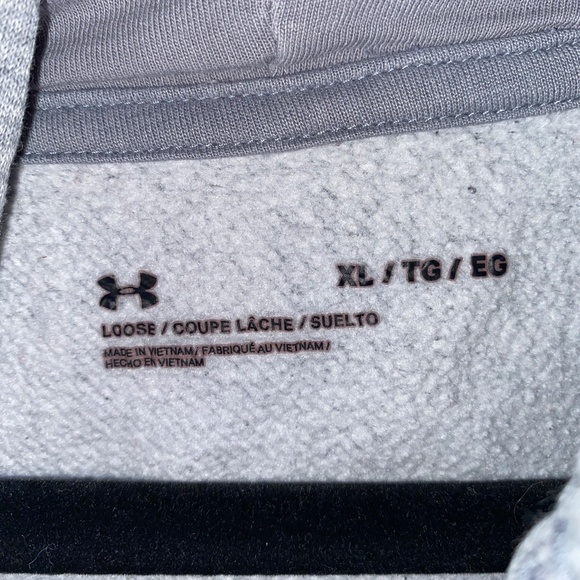 XL / TG / EG
LOOSE / COUPE LÂCHE / SUELTO
MADE IN VIETNAM / FABRIQUÉ AU VIETNAM /
HECHO EN VIETNAM